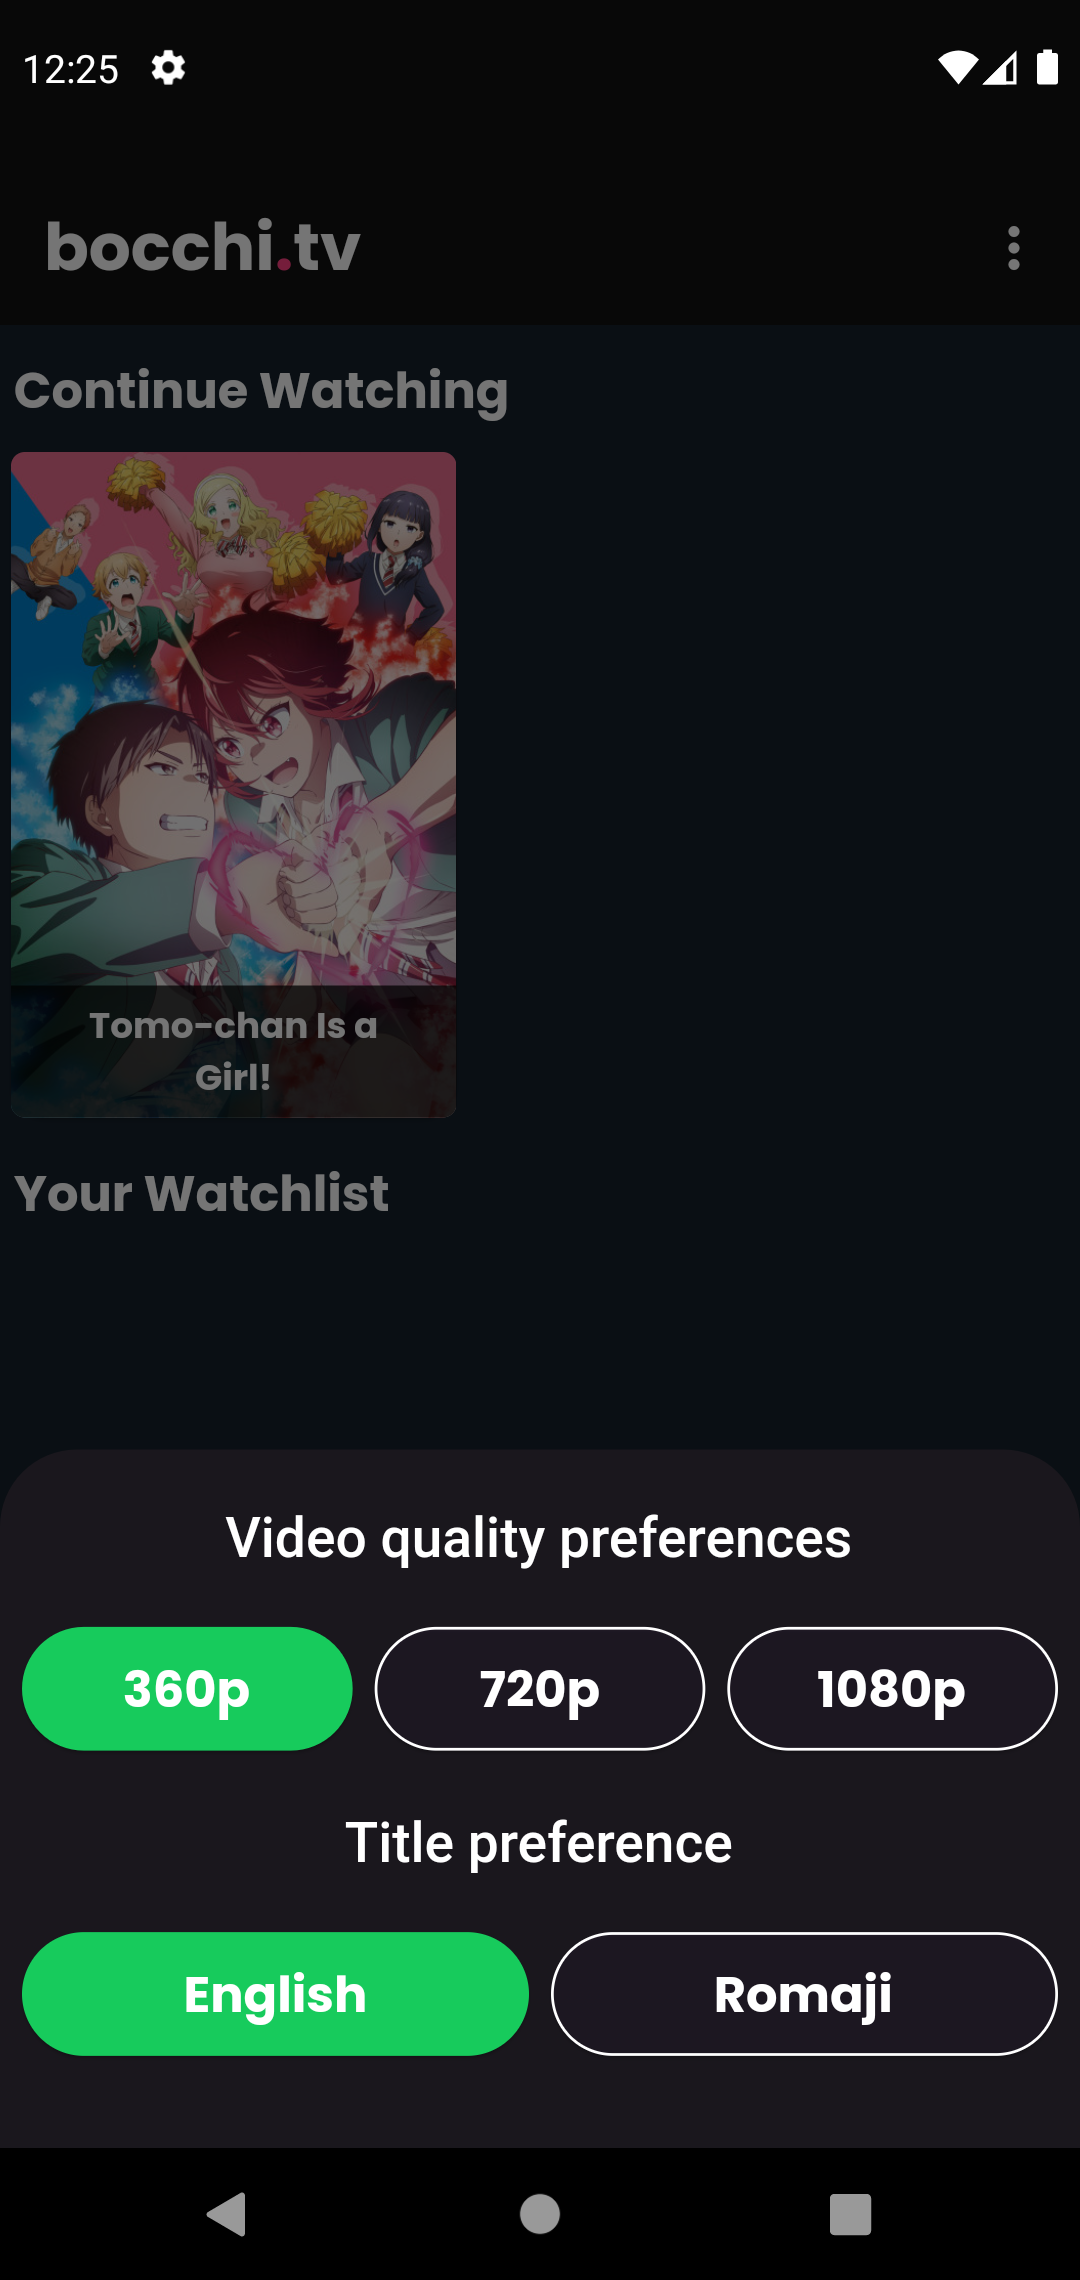 12:25
bocchi.tv
Continue Watching
Tomo-chan Is a
Girl!
Your Watchlist
Video quality preferences
360p
720p
1080p
Title preference
English
Romaji